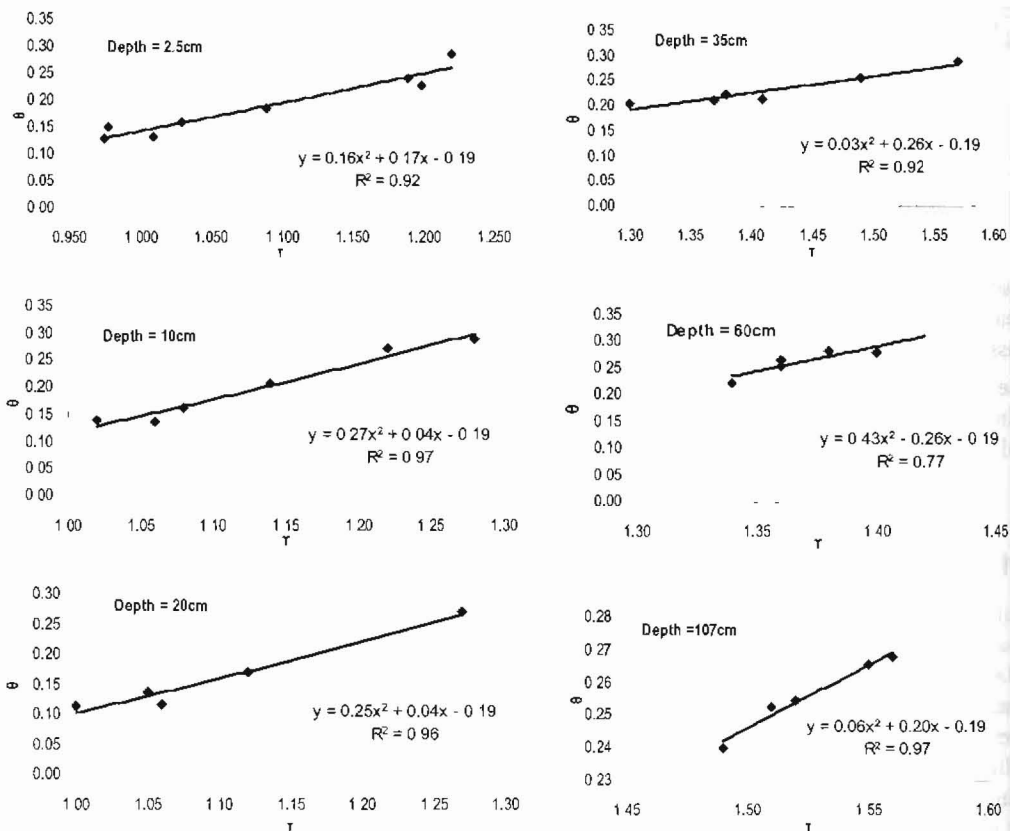 0.35
0.30
0.25
0.20
0.15
0.10
0.05
0 00
θ
Depth = 2.5cm
y = 0.16x² + 0 17x - 0 19
R² = 0.92
0.950 1 000 1.050 1 100 1.150 1.200 1.250
T
0 35
0.30
0.25
0.20
0.15
0.10
0.05
0.00
θ
Depth = 35cm
y = 0.03x² + 0.26x - 0.19
R² = 0.92
1.30 1.35 1.40 1.45 1.50 1.55 1.60
T
0 35
0.30
0.25
0.20
0.15
0 10
0 05
0 00
θ
Depth = 10cm
y = 0 27x² + 0.04x - 0 19
R² = 0 97
1 00 1.05 1 10 1 15 1 20 1 25 1.30
T
0.35
0.30
0.25
0.20
0.15
0.10
0.05
0.00
θ
Depth = 60cm
y = 0 43x² - 0.26x - 0 19
R² = 0.77
1.30 1.35 1 40 1.45
T
0.30
0.25
0.20
0.15
0.10
0.05
0.00
θ
Depth = 20cm
y = 0.25x² + 0.04x - 0 19
R² = 0 96
1 00 1.05 1.10 1.15 1.20 1.25 1.30
T
0.28
0.27
0.26
0.25
0.24
0 23
θ
Depth =107cm
y = 0.06x² + 0.20x - 0.19
R² = 0.97
1 45 1.50 1 55 1.60
T